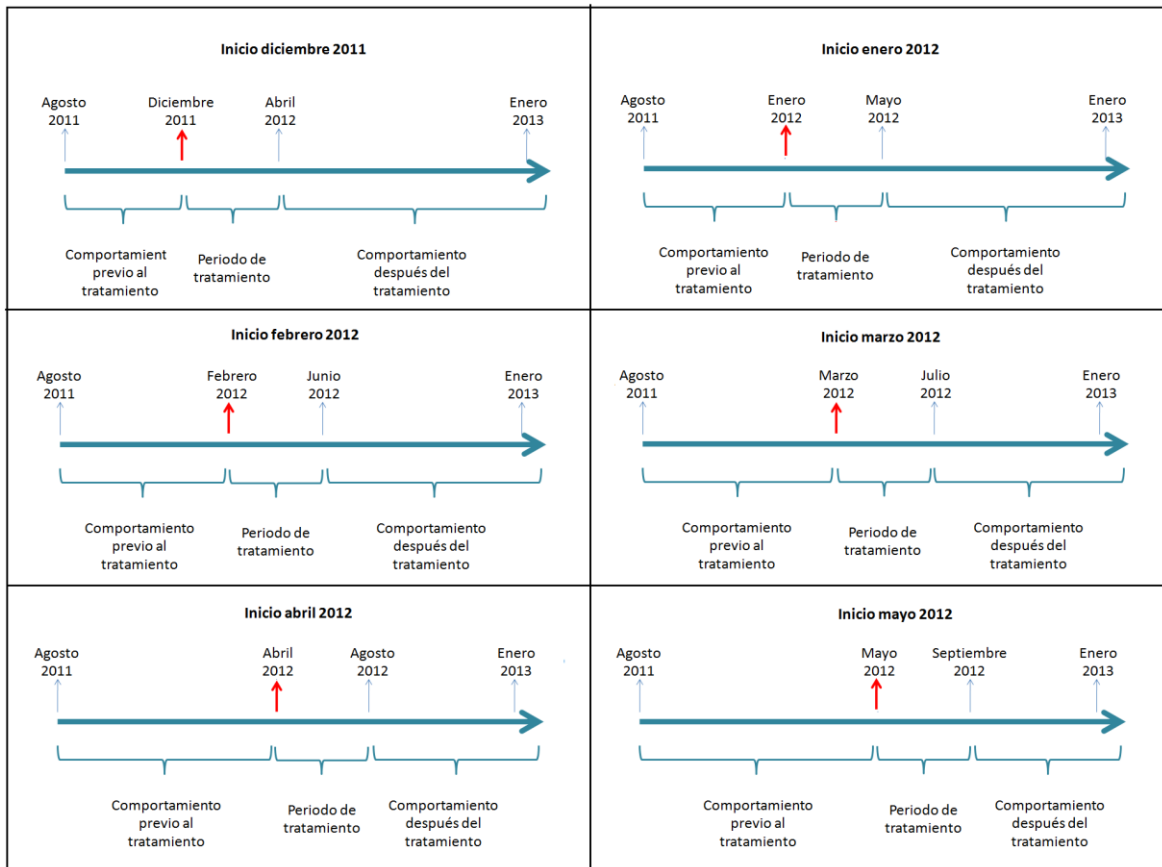 Inicio diciembre 2011
Agosto
2011
Diciembre
2011
Abril
2012
Enero
2013
Comportamient
previo al
tratamiento
Periodo de
tratamiento
Comportamiento
después del
tratamiento
Inicio enero 2012
Agosto
2011
Enero
2012
Mayo
2012
Enero
2013
Comportamiento
previo al
tratamiento
Periodo de
tratamiento
Comportamiento
después del
tratamiento
Inicio febrero 2012
Agosto
2011
Febrero
2012
Junio
2012
Enero
2013
Comportamiento
previo al
tratamiento
Periodo de
tratamiento
Comportamiento
después del
tratamiento
Inicio marzo 2012
Agosto
2011
Marzo
2012
Julio
2012
Enero
2013
Comportamiento
previo al
tratamiento
Periodo de
tratamiento
Comportamiento
después del
tratamiento
Inicio abril 2012
Agosto
2011
Abril
2012
Agosto
2012
Enero
2013
Comportamiento
previo al
tratamiento
Periodo de
tratamiento
Comportamiento
después del
tratamiento
Inicio mayo 2012
Agosto
2011
Mayo
2012
Septiembre
2012
Enero
2013
Comportamiento
previo al
tratamiento
Periodo de
tratamiento
Comportamiento
después del
tratamiento